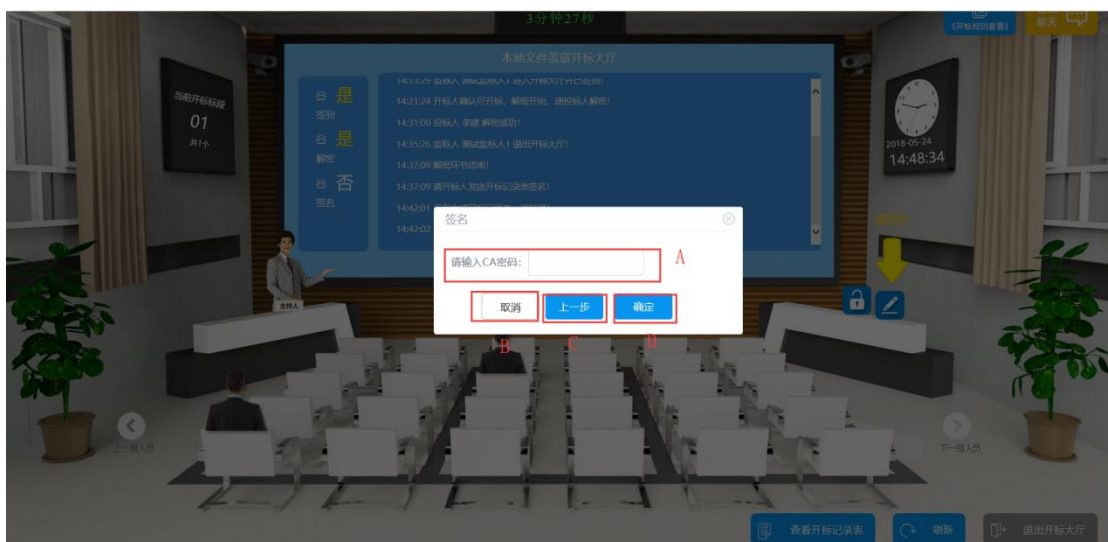 3分钟27秒
《开标规则查看》
聊天
本地文件盖章开标大厅
当前开标标段
01
共1个
是
签到
是
解密
否
签名
14:21:24 开标人确认可开标、解密开始，请投标人解密!
14:31:00 投标人 李建 解密成功!
14:35:26 监标人 测试监标人1 退出开标大厅!
14:37:09 解密环节结束!
14:37:09 请开标人发送开标记录表签名!
14:42:01
14:42:02
2018-05-24
14:48:34
签名
请输入CA密码:
A
取消
上一步
确定
B
C
D
主持人
上一组人员
下一组人员
查看开标记录表
刷新
退出开标大厅